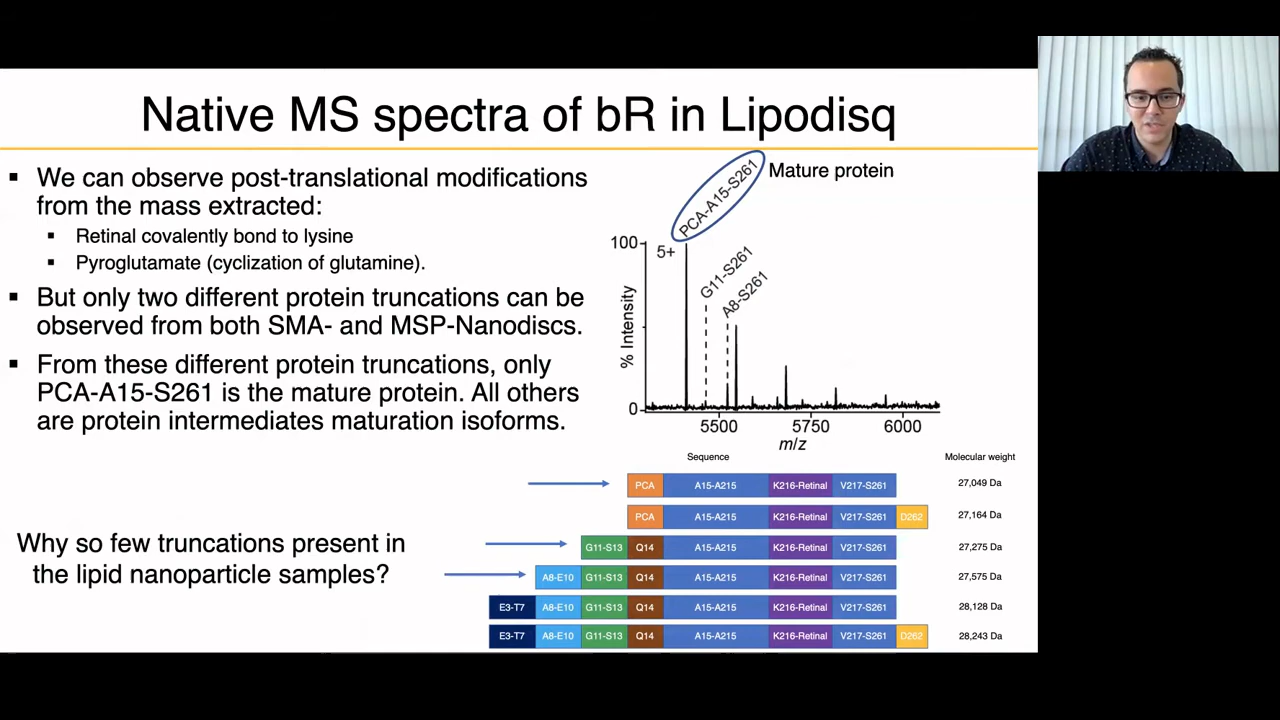 Native MS spectra of bR in Lipodisq
▪ We can observe post-translational modifications
from the mass extracted:
▪ Retinal covalently bond to lysine
▪ Pyroglutamate (cyclization of glutamine).
▪ But only two different protein truncations can be
observed from both SMA- and MSP-Nanodiscs.
▪ From these different protein truncations, only
PCA-A15-S261 is the mature protein. All others
are protein intermediates maturation isoforms.
Why so few truncations present in
the lipid nanoparticle samples?
PCA-A15-S261
Mature protein
G11-S261
A8-S261
5+
100
0
% Intensity
5500 5750 6000
m/z
Sequence Molecular weight
PCA A15-A215 K216-Retinal V217-S261 27,049 Da
PCA A15-A215 K216-Retinal V217-S261 D262 27,164 Da
G11-S13 Q14 A15-A215 K216-Retinal V217-S261 27,275 Da
A8-E10 G11-S13 Q14 A15-A215 K216-Retinal V217-S261 27,575 Da
E3-T7 A8-E10 G11-S13 Q14 A15-A215 K216-Retinal V217-S261 28,128 Da
E3-T7 A8-E10 G11-S13 Q14 A15-A215 K216-Retinal V217-S261 D262 28,243 Da